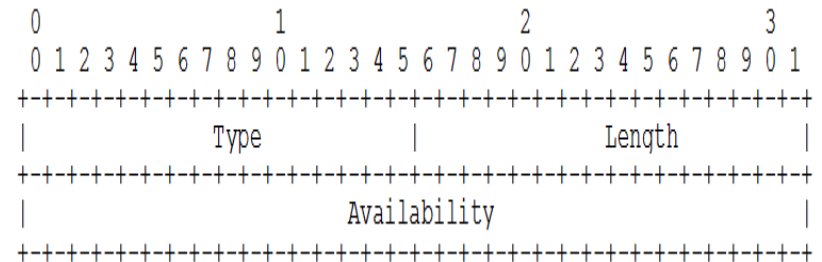 0                   1                   2                   3
0 1 2 3 4 5 6 7 8 9 0 1 2 3 4 5 6 7 8 9 0 1 2 3 4 5 6 7 8 9 0 1
+-+-+-+-+-+-+-+-+-+-+-+-+-+-+-+-+-+-+-+-+-+-+-+-+-+-+-+-+-+-+-+-+
|              Type             |             Length            |
+-+-+-+-+-+-+-+-+-+-+-+-+-+-+-+-+-+-+-+-+-+-+-+-+-+-+-+-+-+-+-+-+
|                          Availability                         |
+-+-+-+-+-+-+-+-+-+-+-+-+-+-+-+-+-+-+-+-+-+-+-+-+-+-+-+-+-+-+-+-+